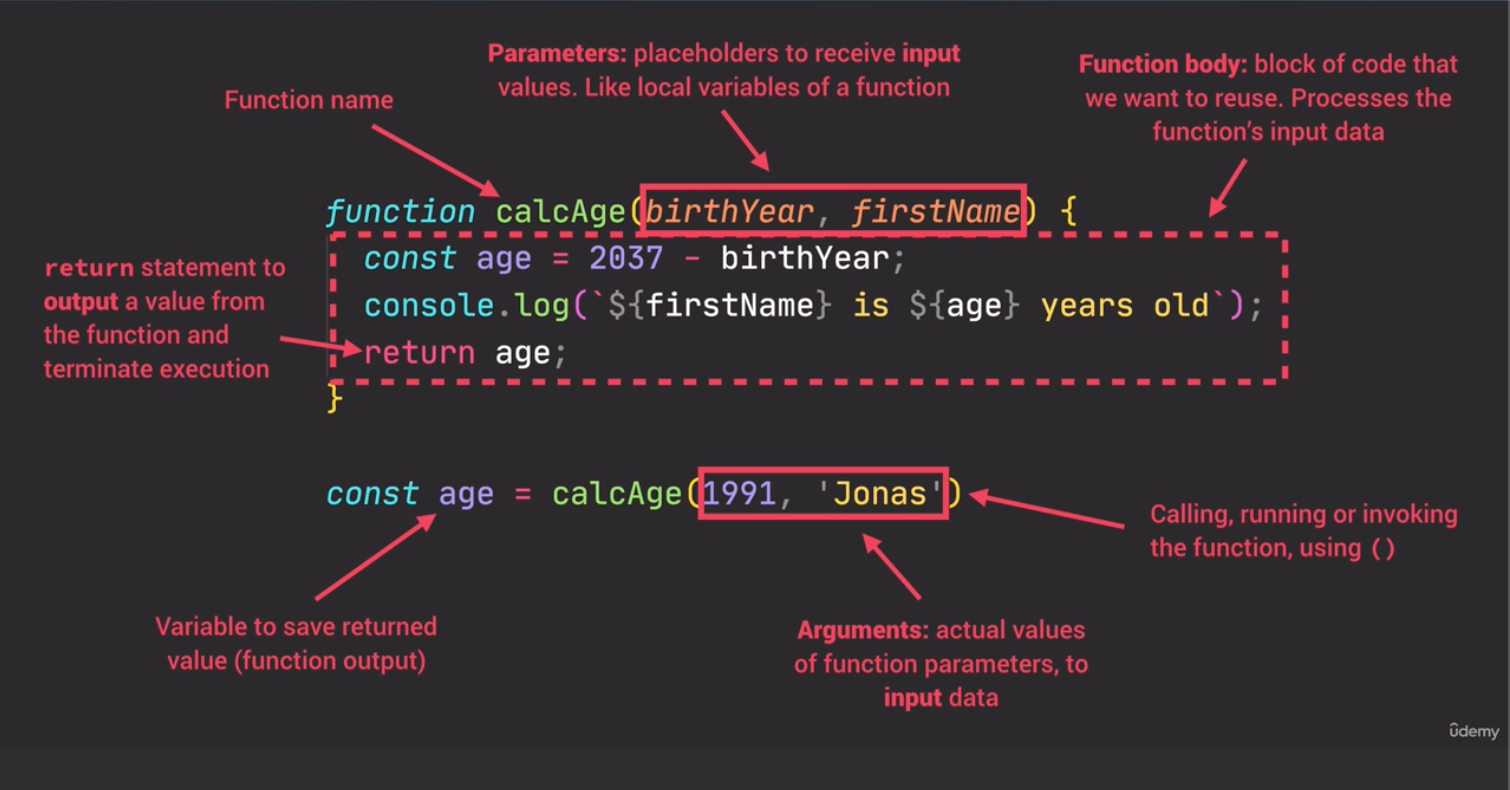 Parameters: placeholders to receive input
values. Like local variables of a function
Function body: block of code that
we want to reuse. Processes the
function’s input data
Function name
function calcAge(birthYear, firstName) {
const age = 2037 - birthYear;
console.log(`${firstName} is ${age} years old`);
return age;
}
return statement to
output a value from
the function and
terminate execution
const age = calcAge(1991, 'Jonas')
Calling, running or invoking
the function, using ()
Variable to save returned
value (function output)
Arguments: actual values
of function parameters, to
input data
ûdemy